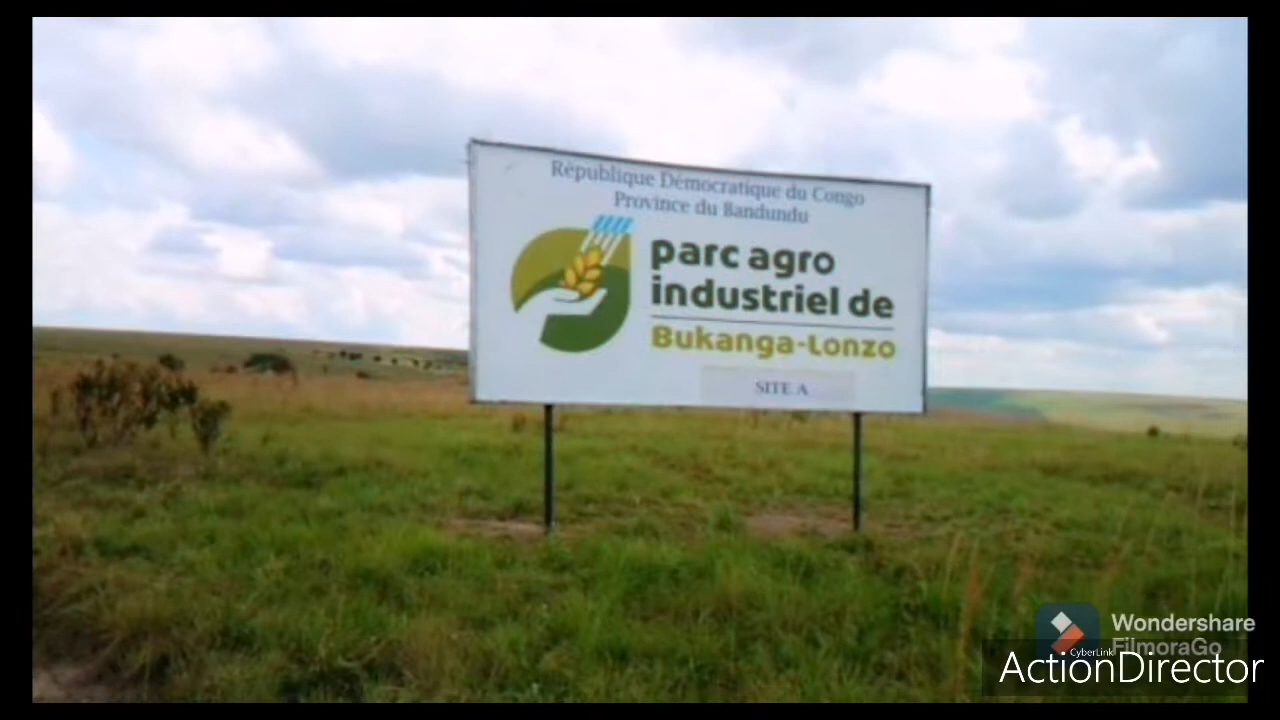 République Démocratique du Congo
Province du Bandundu
parc agro
industriel de
Bukanga-Lonzo
SITE A
Wondershare
FilmoraGo
CyberLink
ActionDirector